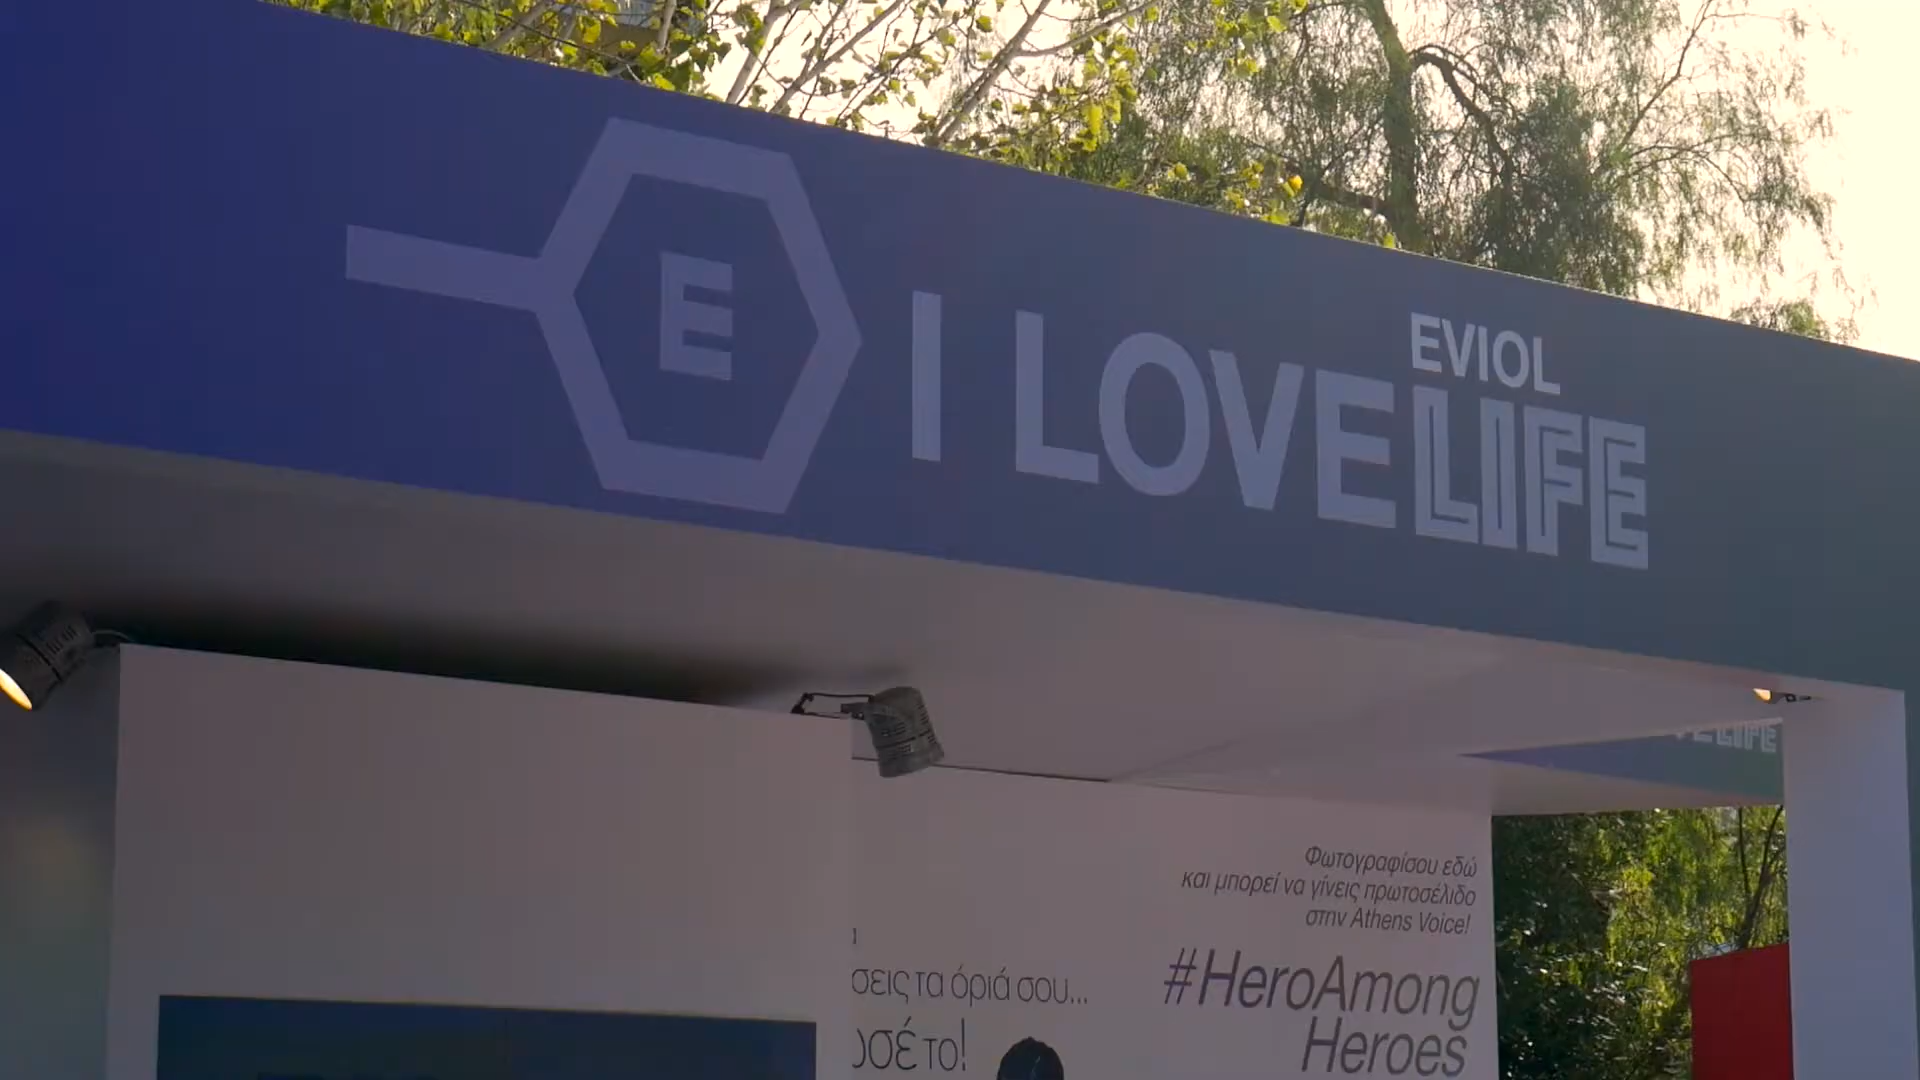 E
I LOVE
EVIOL
LIFE
LIFE
Φωτογραφίσου εδώ
και μπορεί να γίνεις πρωτοσέλιδο
στην Athens Voice!
#HeroAmong
Heroes
τα όριά σου...
το!